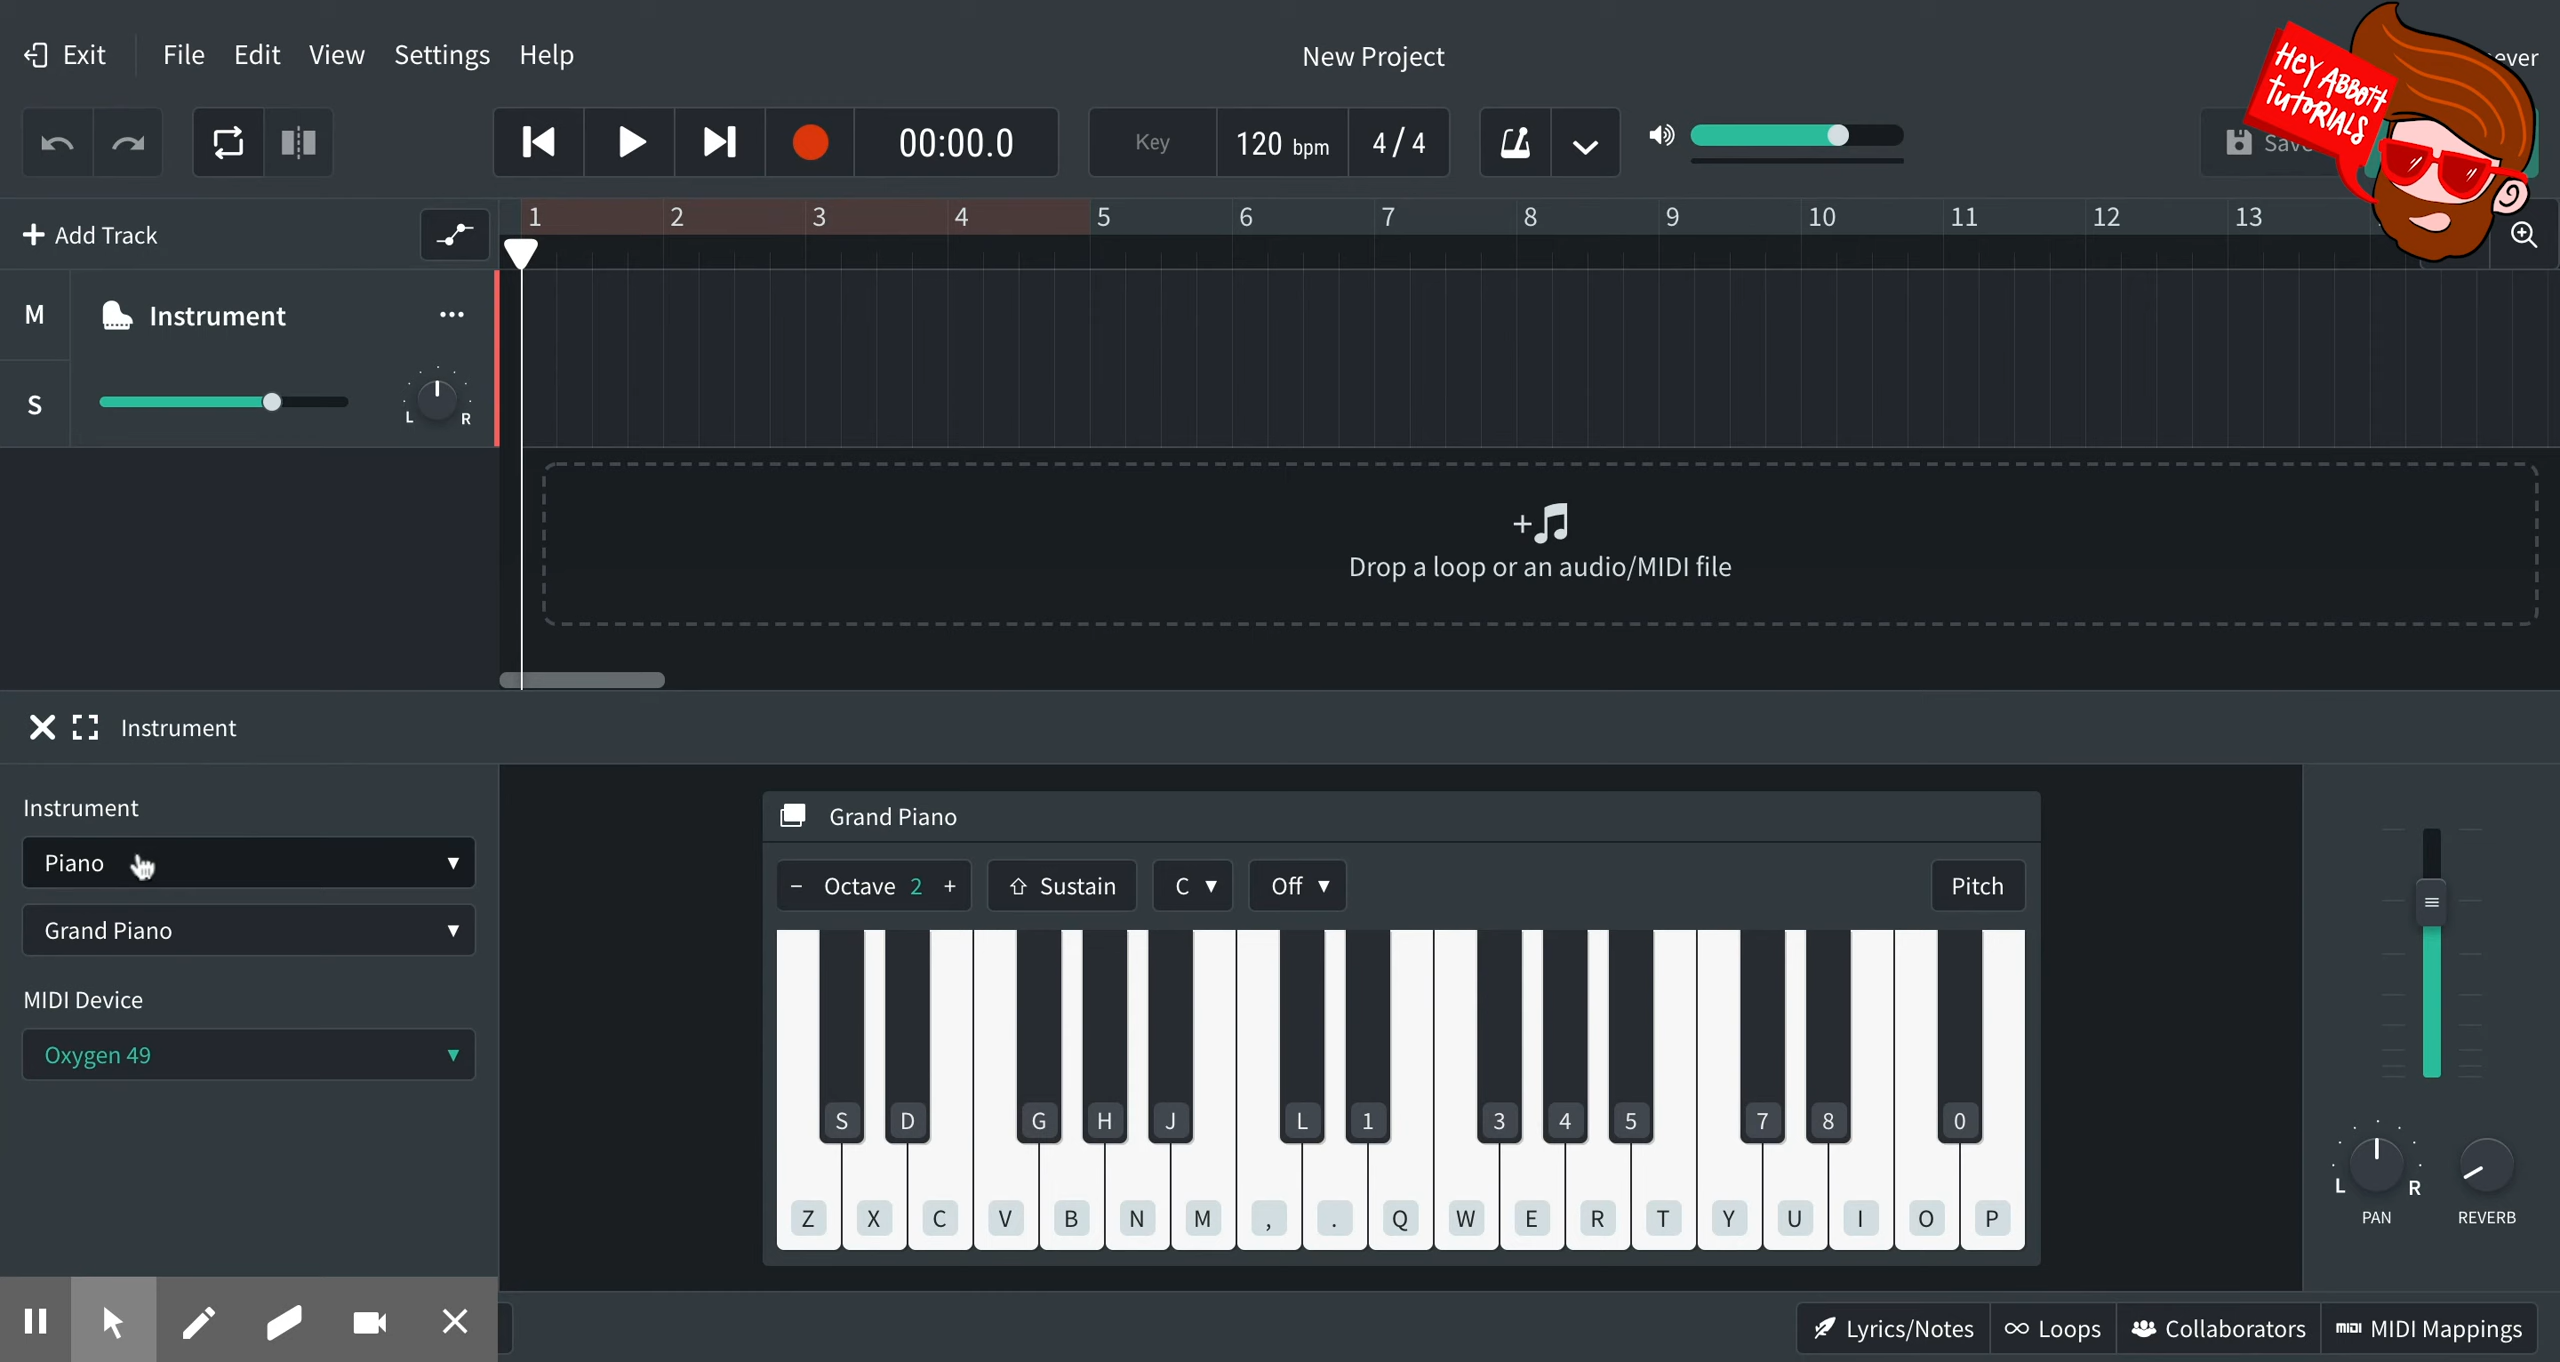 Exit File Edit View Settings Help
New Project
ever
HEY ABBOTT
TUTORIALS
00:00.0
Key 120 bpm 4/4
Add Track
1 2 3 4 5 6 7 8 9 10 11 12 13
M Instrument ...
S L R
Drop a loop or an audio/MIDI file
Instrument
Instrument
Piano
Grand Piano
MIDI Device
Oxygen 49
Grand Piano
− Octave 2 + Sustain C Off Pitch
S D G H J L 1 3 4 5 7 8 0
Z X C V B N M , . Q W E R T Y U I O P
L R
PAN REVERB
Lyrics/Notes Loops Collaborators MIDI MIDI Mappings